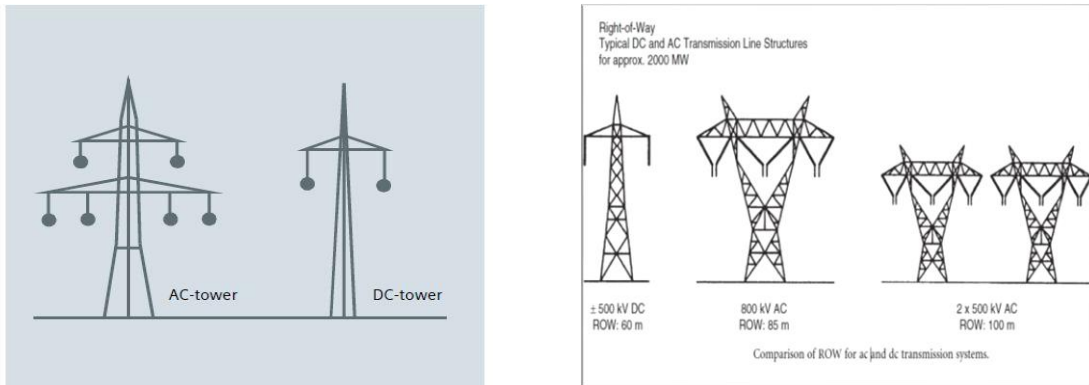 AC-tower
DC-tower
Right-of-Way
Typical DC and AC Transmission Line Structures
for approx. 2000 MW
± 500 kV DC
ROW: 60 m
800 kV AC
ROW: 85 m
2 x 500 kV AC
ROW: 100 m
Comparison of ROW for ac and dc transmission systems.